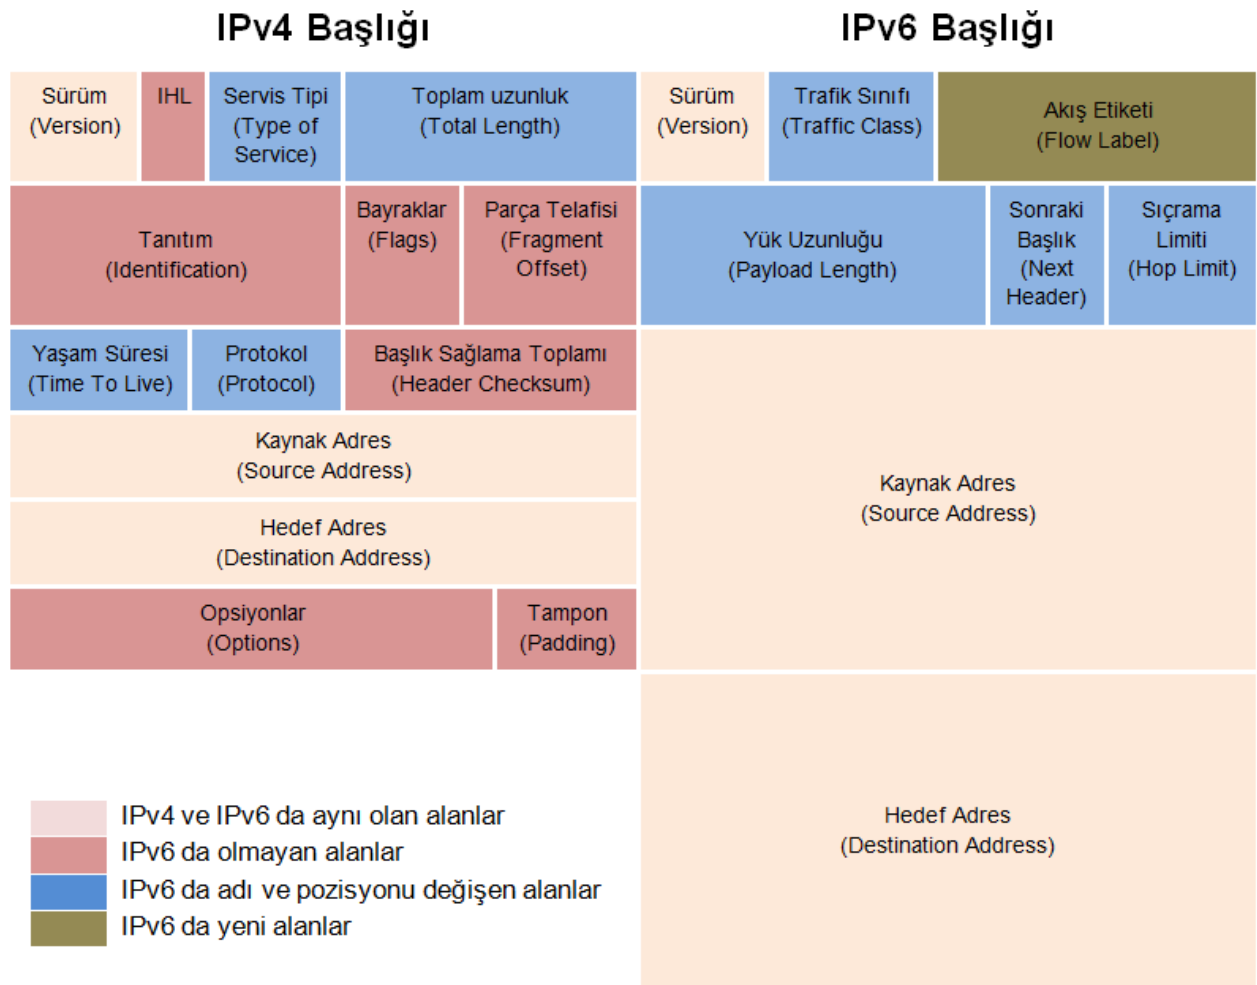 IPv4 Başlığı
IPv6 Başlığı
Sürüm
(Version)
IHL
Servis Tipi
(Type of
Service)
Toplam uzunluk
(Total Length)
Sürüm
(Version)
Trafik Sınıfı
(Traffic Class)
Akış Etiketi
(Flow Label)
Tanıtım
(Identification)
Bayraklar
(Flags)
Parça Telafisi
(Fragment
Offset)
Yük Uzunluğu
(Payload Length)
Sonraki
Başlık
(Next
Header)
Sıçrama
Limiti
(Hop Limit)
Yaşam Süresi
(Time To Live)
Protokol
(Protocol)
Başlık Sağlama Toplamı
(Header Checksum)
Kaynak Adres
(Source Address)
Hedef Adres
(Destination Address)
Opsiyonlar
(Options)
Tampon
(Padding)
Kaynak Adres
(Source Address)
Hedef Adres
(Destination Address)
IPv4 ve IPv6 da aynı olan alanlar
IPv6 da olmayan alanlar
IPv6 da adı ve pozisyonu değişen alanlar
IPv6 da yeni alanlar